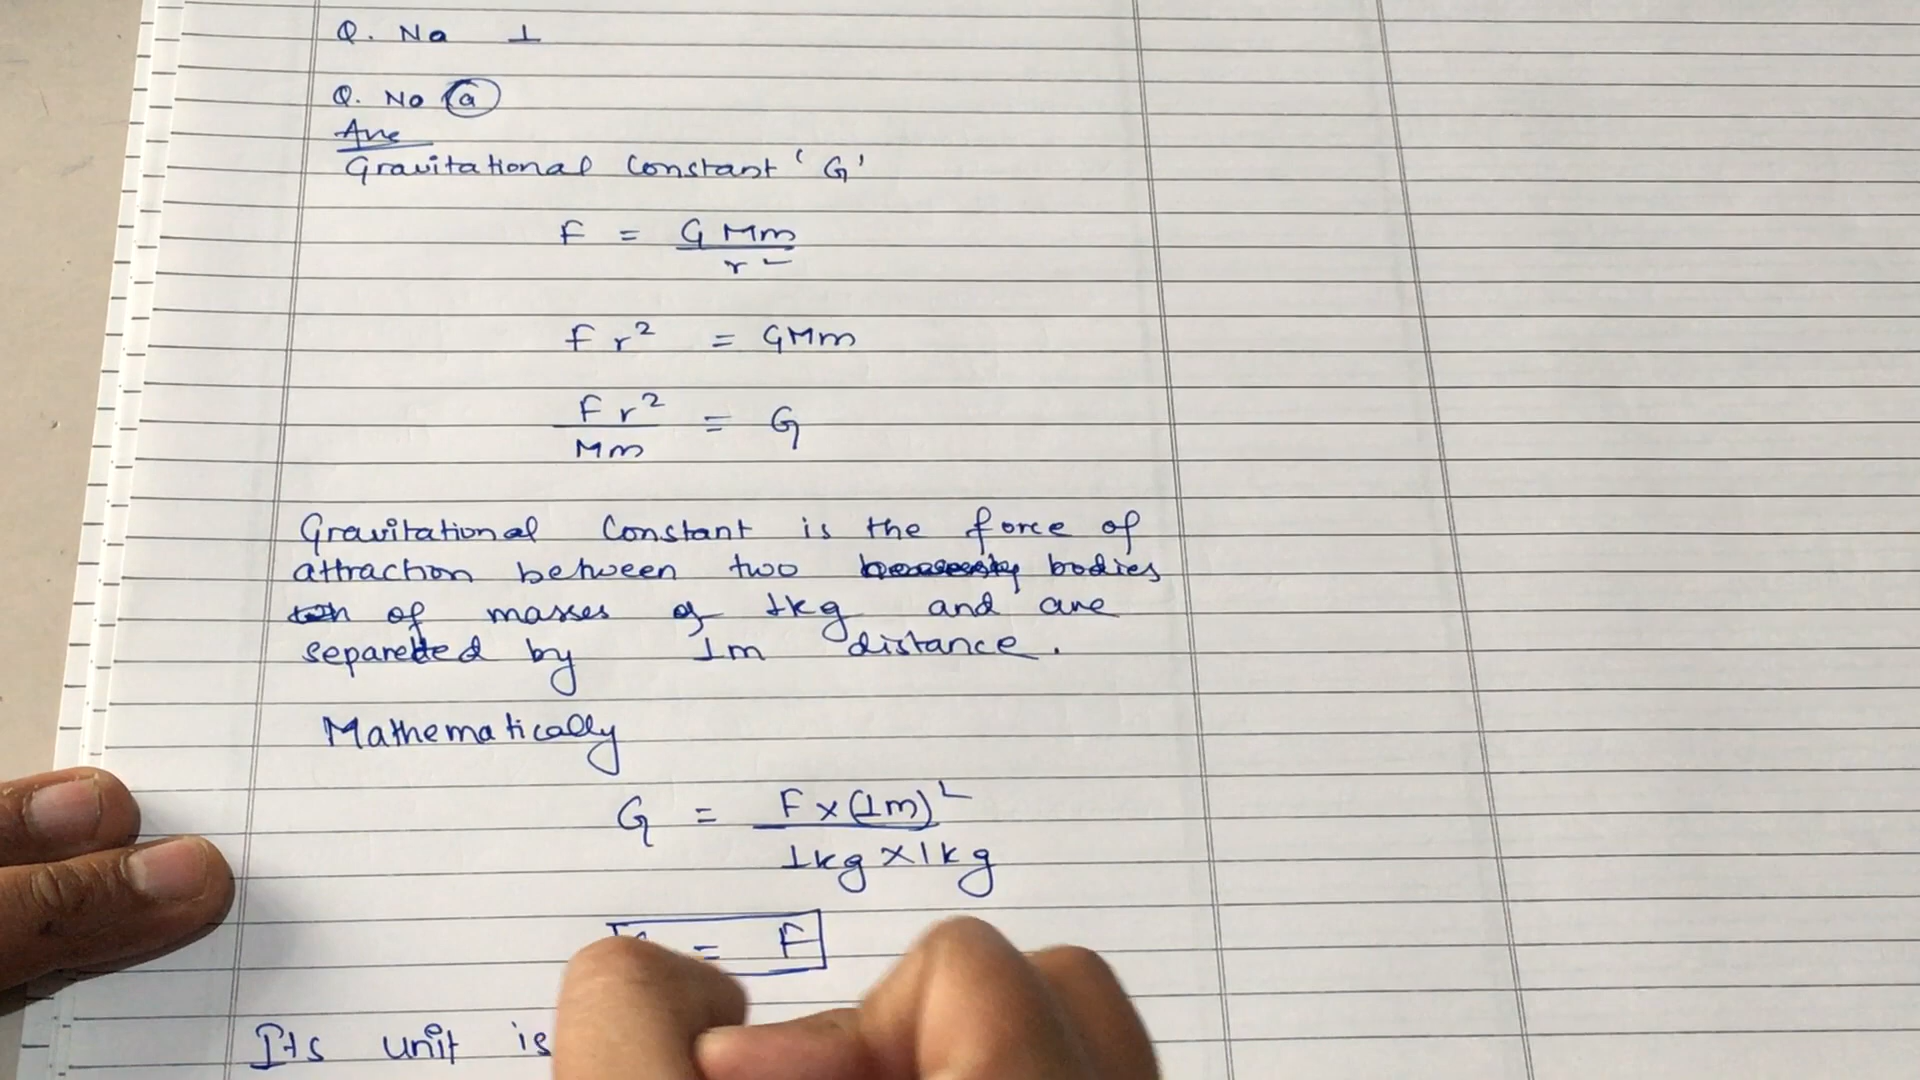 Q. No 1
Q. No (a)
Ans
Gravitational Constant 'G'
F = GMm / r²
Fr² = GMm
Fr² / Mm = G
Gravitational Constant is the force of
attraction between two bodies
of masses of 1kg and are
separated by 1m distance.
Mathematically
G = F x (1m)² / 1kg x 1kg
= F
Its unit is